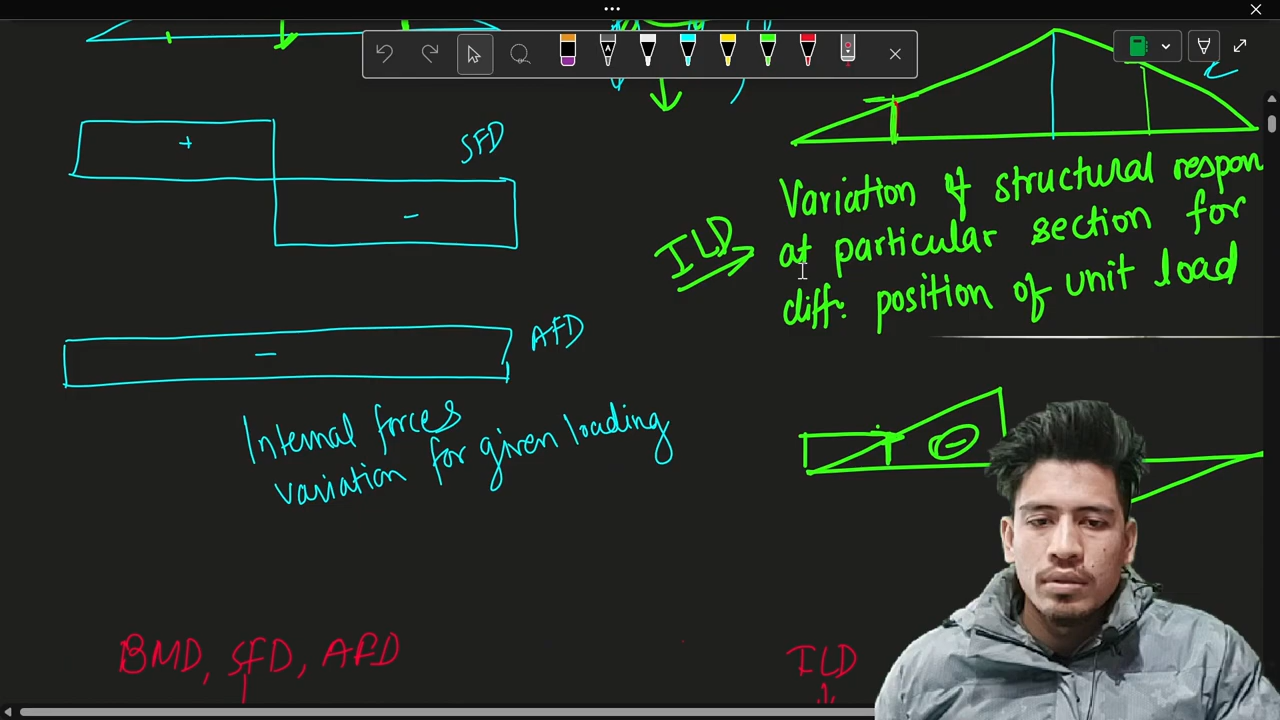 +
SFD
-
AFD
-
Internal forces
variation for given loading
BMD, SFD, AFD
ILD
Variation of structural respon
at particular section for
diff: position of unit load
-
ILD